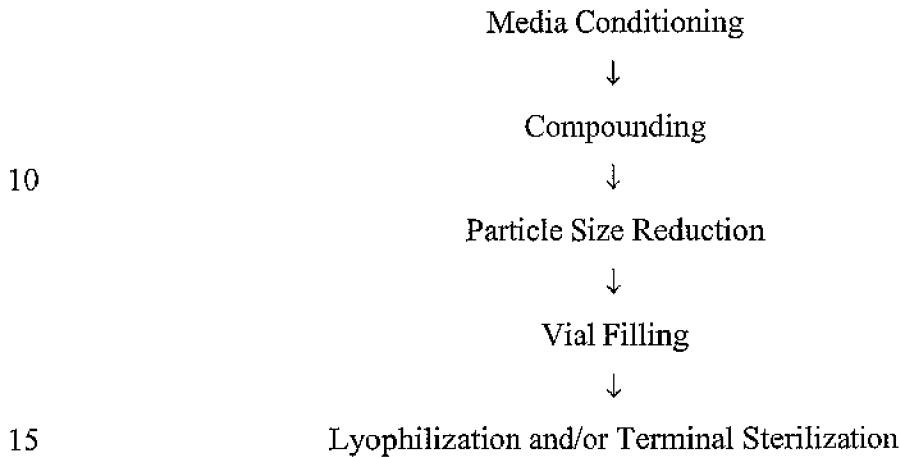 Media Conditioning
↓
Compounding
10 ↓
Particle Size Reduction
↓
Vial Filling
↓
15 Lyophilization and/or Terminal Sterilization